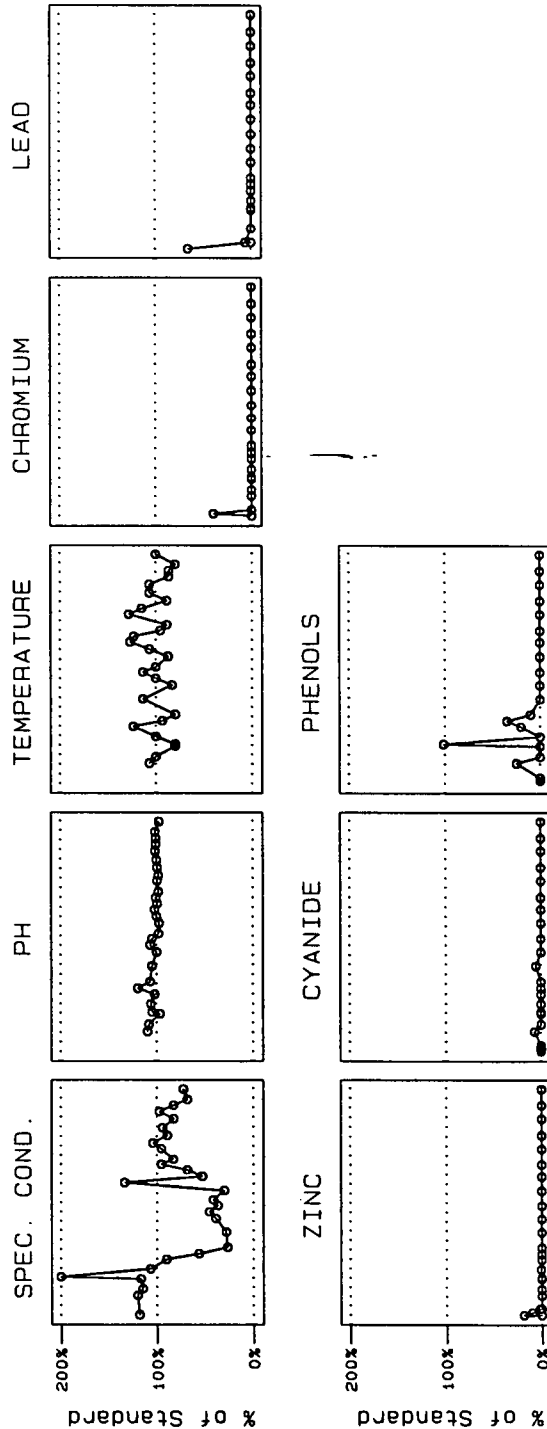 SPEC. COND.
PH
TEMPERATURE
CHROMIUM
LEAD
% of Standard
200%
100%
0%
ZINC
CYANIDE
PHENOLS
% of Standard
200%
100%
0%